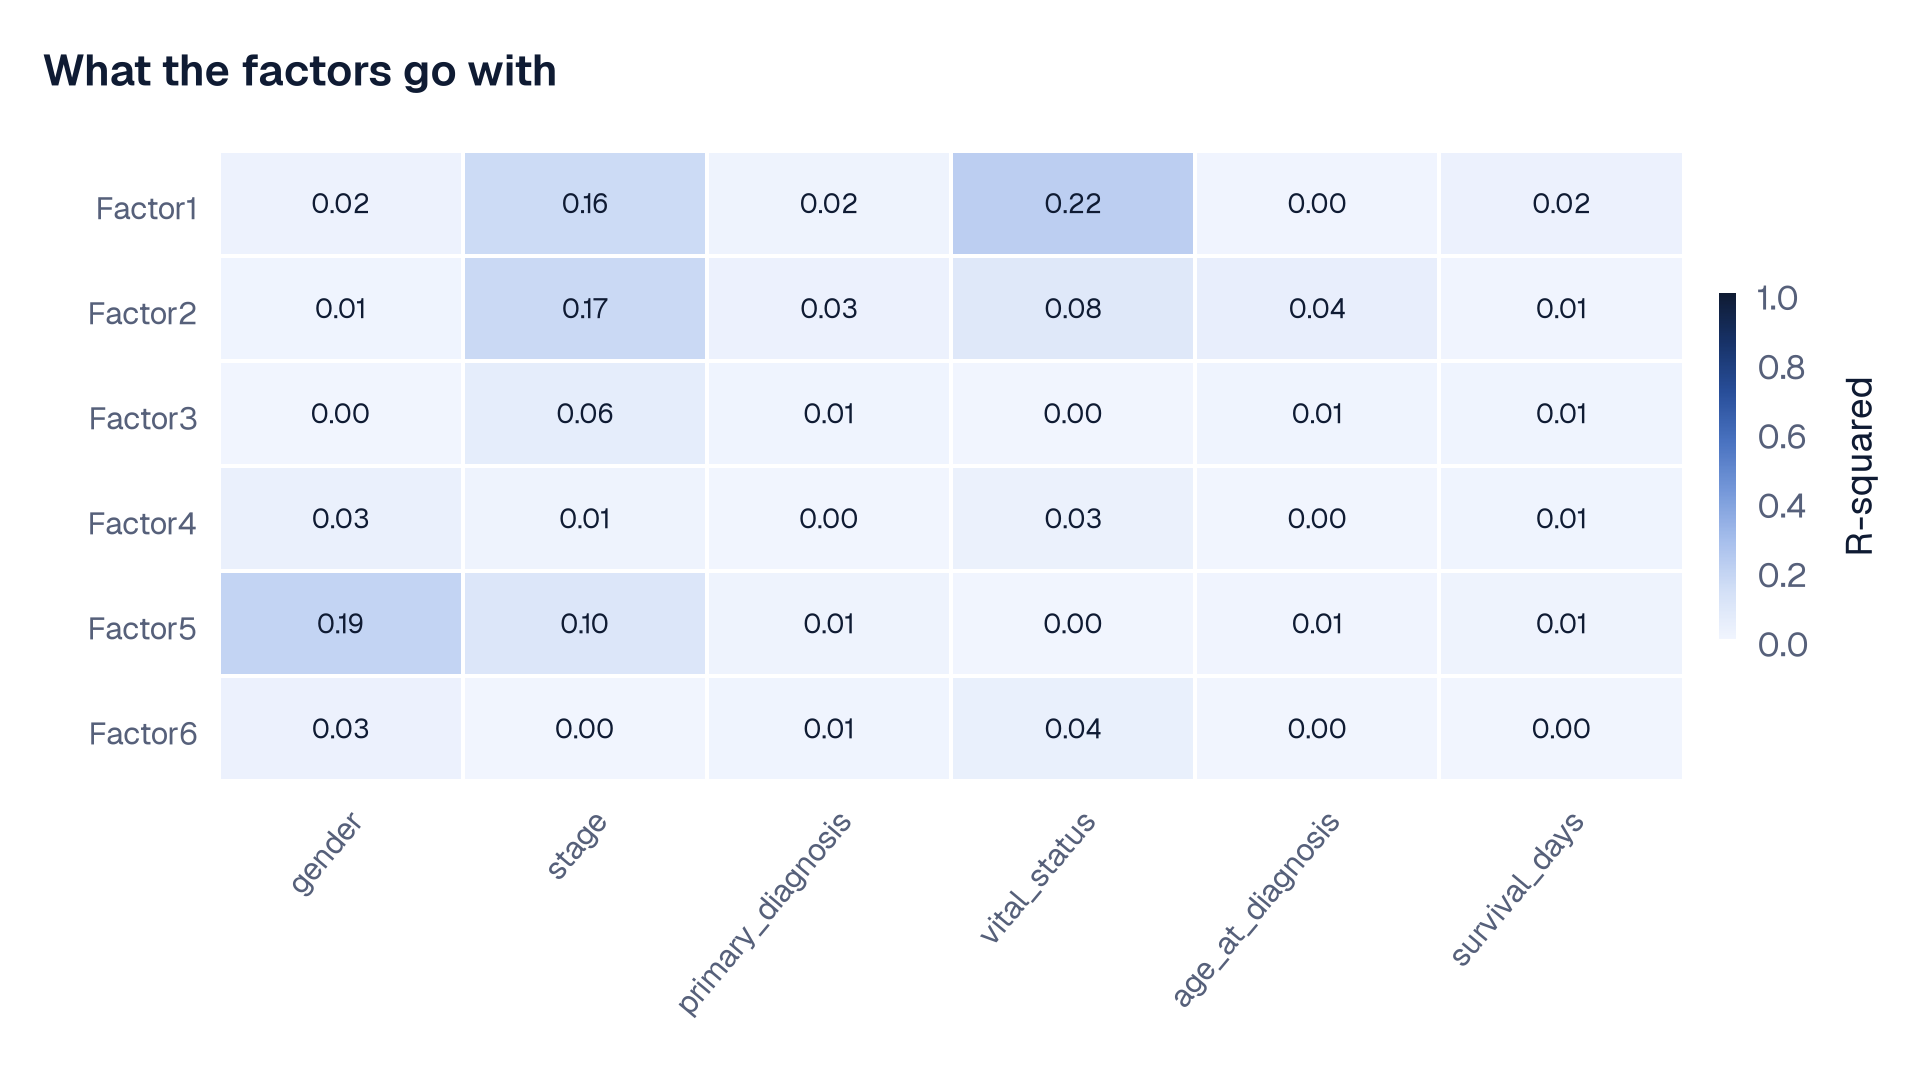 What the factors go with
Factor1 0.02 0.16 0.02 0.22 0.00 0.02
Factor2 0.01 0.17 0.03 0.08 0.04 0.01
Factor3 0.00 0.06 0.01 0.00 0.01 0.01
Factor4 0.03 0.01 0.00 0.03 0.00 0.01
Factor5 0.19 0.10 0.01 0.00 0.01 0.01
Factor6 0.03 0.00 0.01 0.04 0.00 0.00
gender
stage
primary_diagnosis
vital_status
age_at_diagnosis
survival_days
1.0
0.8
0.6
0.4
0.2
0.0
R-squared